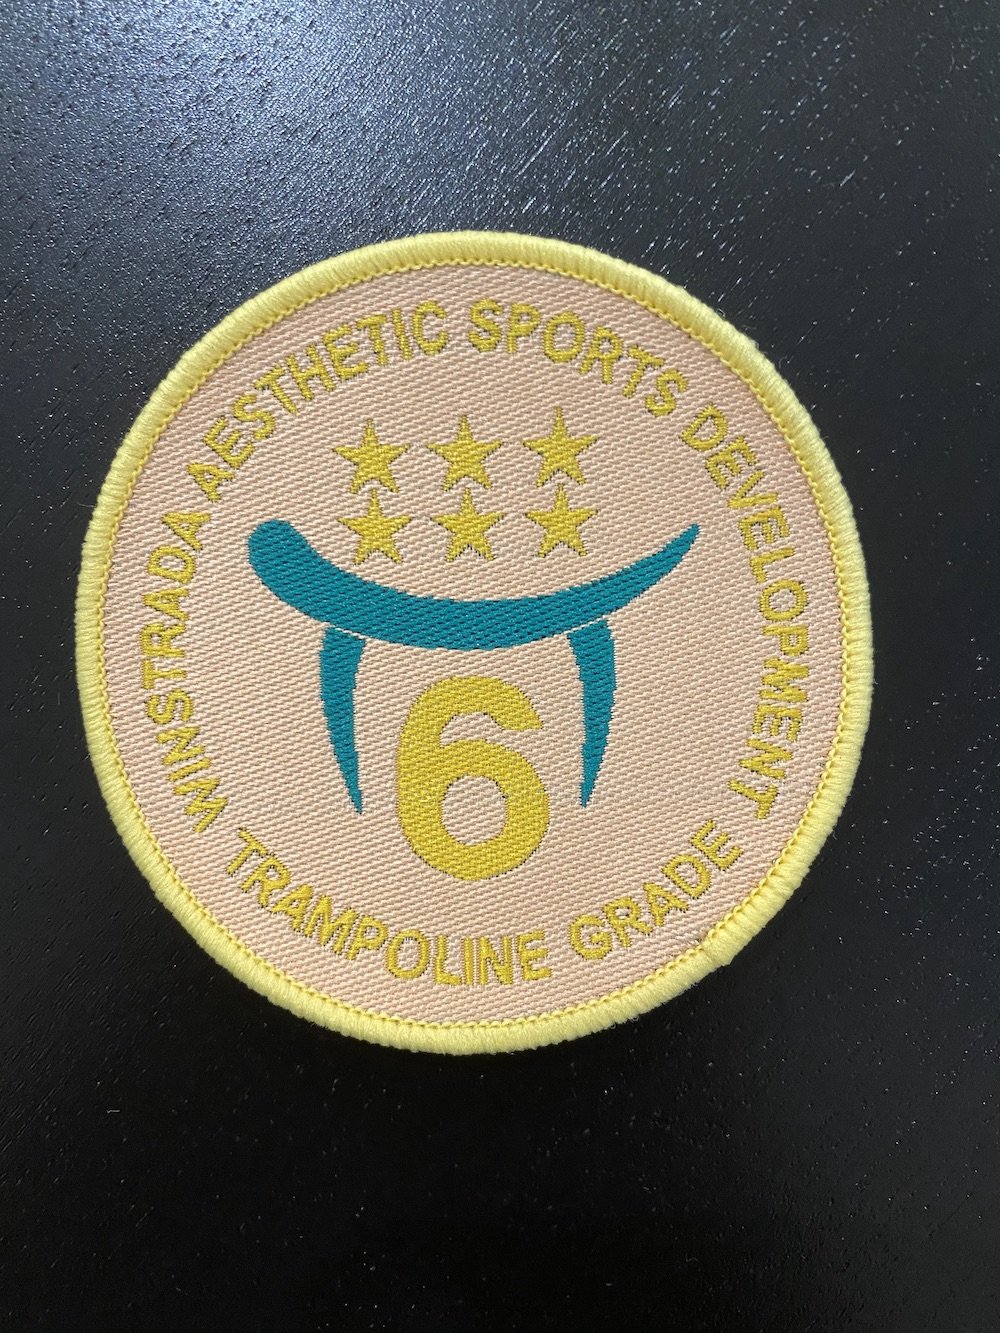 WINSTRADA AESTHETIC SPORTS DEVELOPMENT
6
TRAMPOLINE GRADE